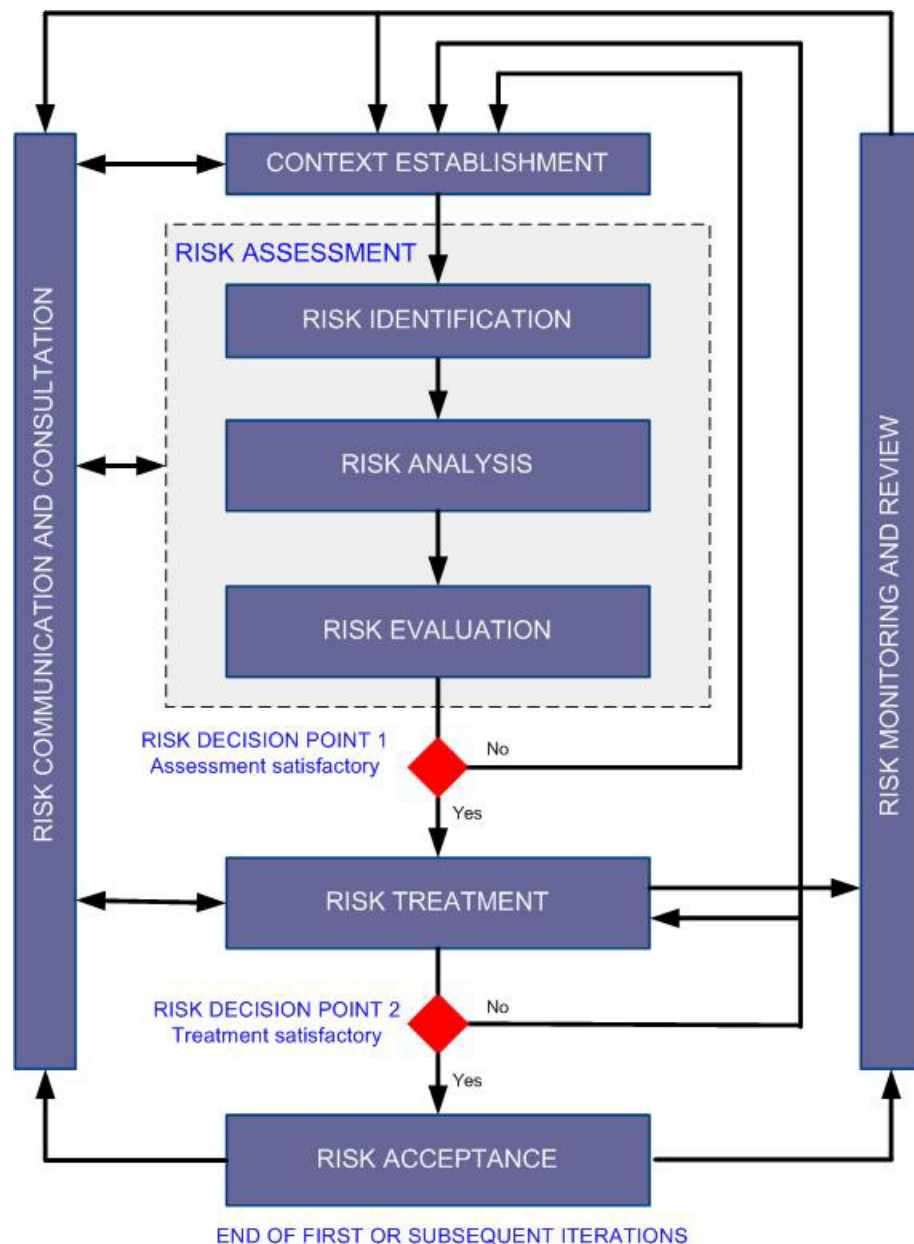 CONTEXT ESTABLISHMENT
RISK ASSESSMENT
RISK IDENTIFICATION
RISK ANALYSIS
RISK EVALUATION
RISK COMMUNICATION AND CONSULTATION
RISK MONITORING AND REVIEW
RISK DECISION POINT 1
Assessment satisfactory
No
Yes
RISK TREATMENT
RISK DECISION POINT 2
Treatment satisfactory
No
Yes
RISK ACCEPTANCE
END OF FIRST OR SUBSEQUENT ITERATIONS